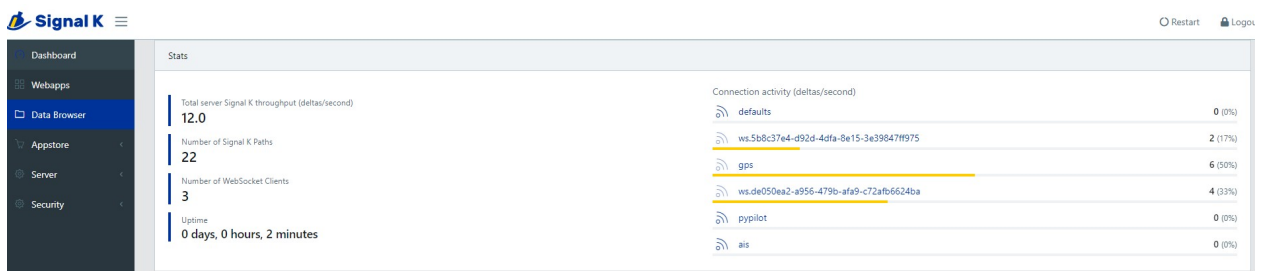 Signal K
Restart
Logou
Dashboard
Webapps
Data Browser
Appstore
Server
Security
Stats
Total server Signal K throughput (deltas/second)
12.0
Number of Signal K Paths
22
Number of WebSocket Clients
3
Uptime
0 days, 0 hours, 2 minutes
Connection activity (deltas/second)
defaults 0 (0%)
ws.5b8c37e4-d92d-4dfa-8e15-3e39847ff975 2 (17%)
gps 6 (50%)
ws.de050ea2-a956-479b-afa9-c72afb6624ba 4 (33%)
pypilot 0 (0%)
ais 0 (0%)